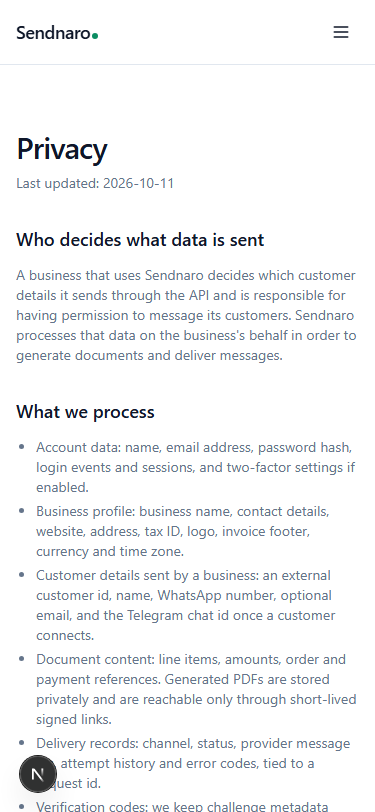 Sendnaro
Privacy
Last updated: 2026-10-11
Who decides what data is sent
A business that uses Sendnaro decides which customer
details it sends through the API and is responsible for
having permission to message its customers. Sendnaro
processes that data on the business's behalf in order to
generate documents and deliver messages.
What we process
Account data: name, email address, password hash,
login events and sessions, and two-factor settings if
enabled.
Business profile: business name, contact details,
website, address, tax ID, logo, invoice footer,
currency and time zone.
Customer details sent by a business: an external
customer id, name, WhatsApp number, optional
email, and the Telegram chat id once a customer
connects.
Document content: line items, amounts, order and
payment references. Generated PDFs are stored
privately and are reachable only through short-lived
signed links.
Delivery records: channel, status, provider message
attempt history and error codes, tied to a
quest id.
N
Verification codes: we keep challenge metadata